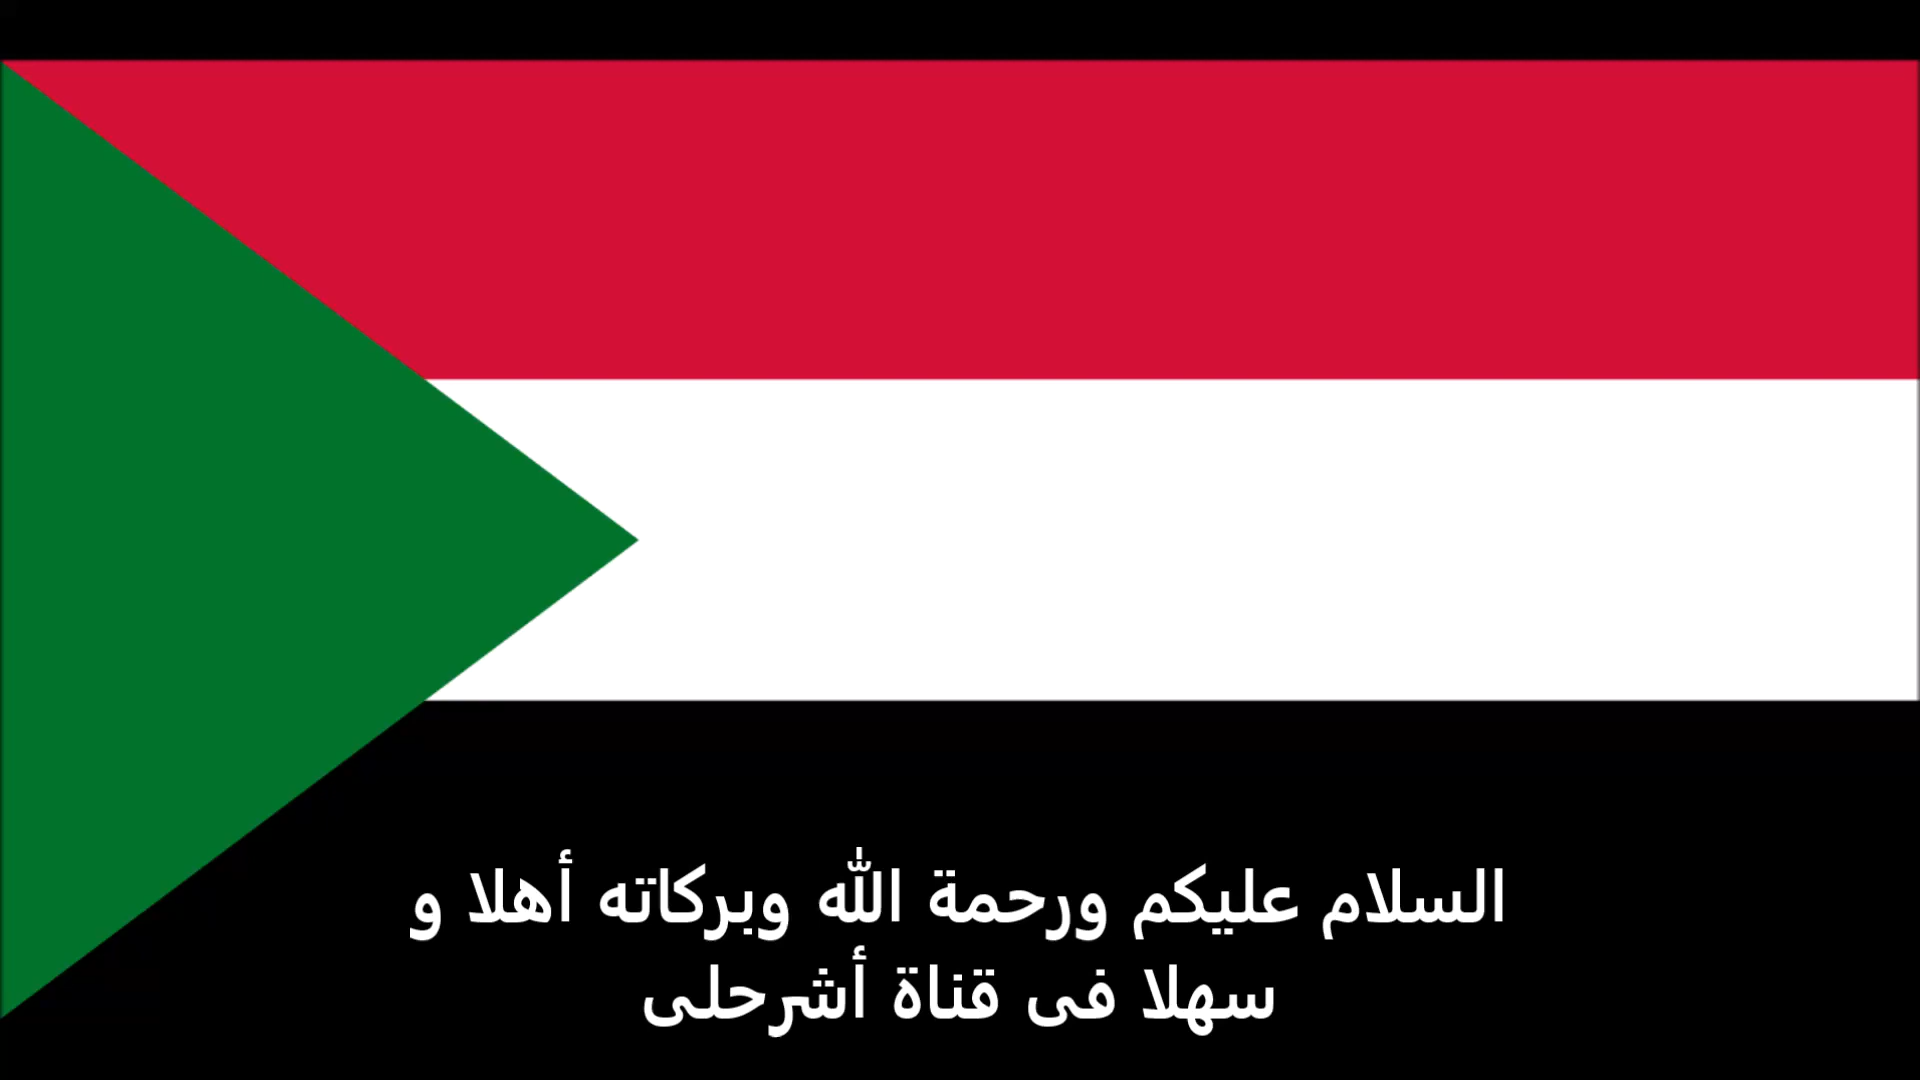 السلام عليكم ورحمة الله وبركاته أهلا و
سهلا فى قناة أشرحلى